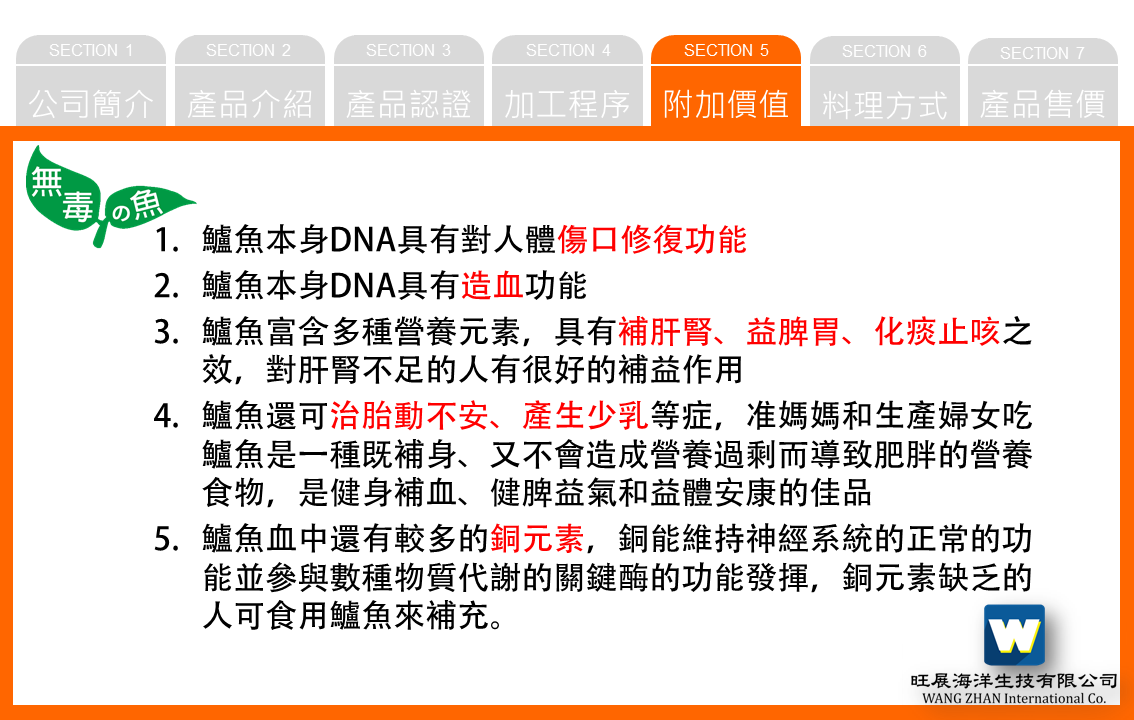 SECTION 1 SECTION 2 SECTION 3 SECTION 4 SECTION 5 SECTION 6 SECTION 7
公司簡介 產品介紹 產品認證 加工程序 附加價值 料理方式 產品售價
無毒の魚
1. 鱸魚本身DNA具有對人體傷口修復功能
2. 鱸魚本身DNA具有造血功能
3. 鱸魚富含多種營養元素，具有補肝腎、益脾胃、化痰止咳之
效，對肝腎不足的人有很好的補益作用
4. 鱸魚還可治胎動不安、產生少乳等症，准媽媽和生產婦女吃
鱸魚是一種既補身、又不會造成營養過剩而導致肥胖的營養
食物，是健身補血、健脾益氣和益體安康的佳品
5. 鱸魚血中還有較多的銅元素，銅能維持神經系統的正常的功
能並參與數種物質代謝的關鍵酶的功能發揮，銅元素缺乏的
人可食用鱸魚來補充。
W
旺展海洋生技有限公司
WANG ZHAN International Co.